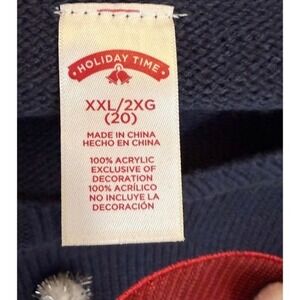 HOLIDAY TIME
XXL/2XG
(20)
MADE IN CHINA
HECHO EN CHINA
100% ACRYLIC
EXCLUSIVE OF
DECORATION
100% ACRÍLICO
NO INCLUYE LA
DECORACIÓN